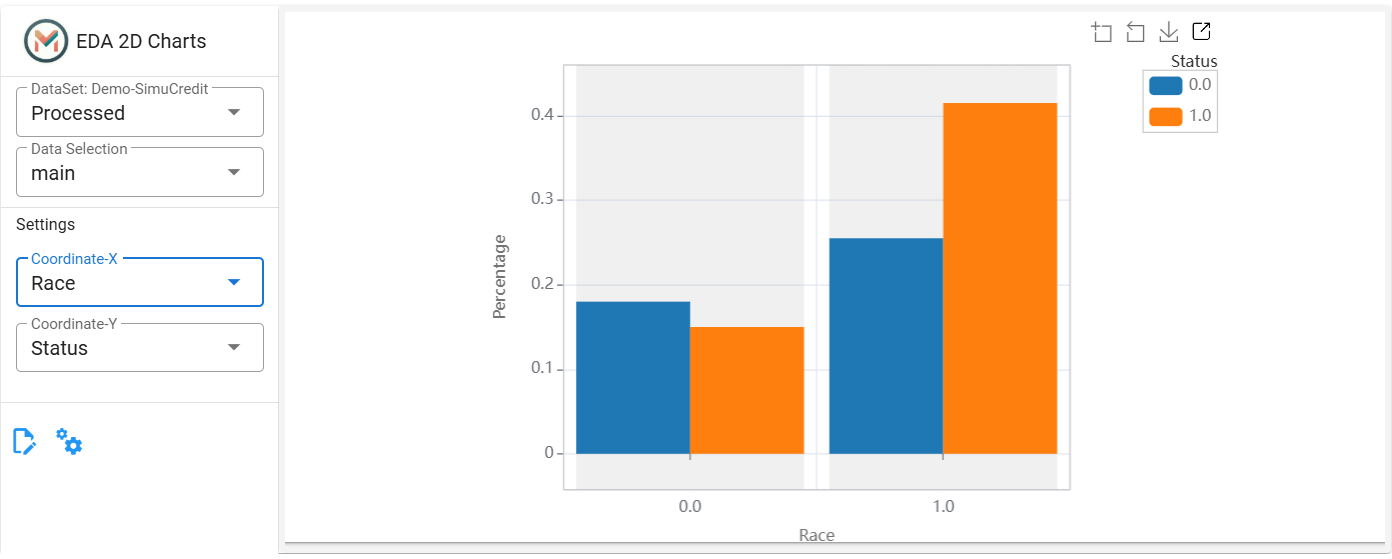 EDA 2D Charts
DataSet: Demo-SimuCredit
Processed
Data Selection
main
Settings
Coordinate-X
Race
Coordinate-Y
Status
Status
0.0
1.0
Percentage
0.4
0.3
0.2
0.1
0
0.0 1.0
Race